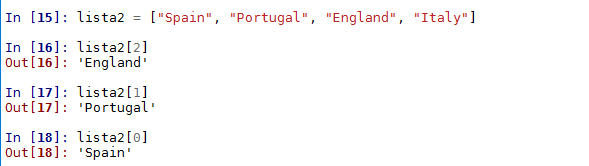 In [15]: lista2 = ["Spain", "Portugal", "England", "Italy"]
In [16]: lista2[2]
Out[16]: 'England'
In [17]: lista2[1]
Out[17]: 'Portugal'
In [18]: lista2[0]
Out[18]: 'Spain'